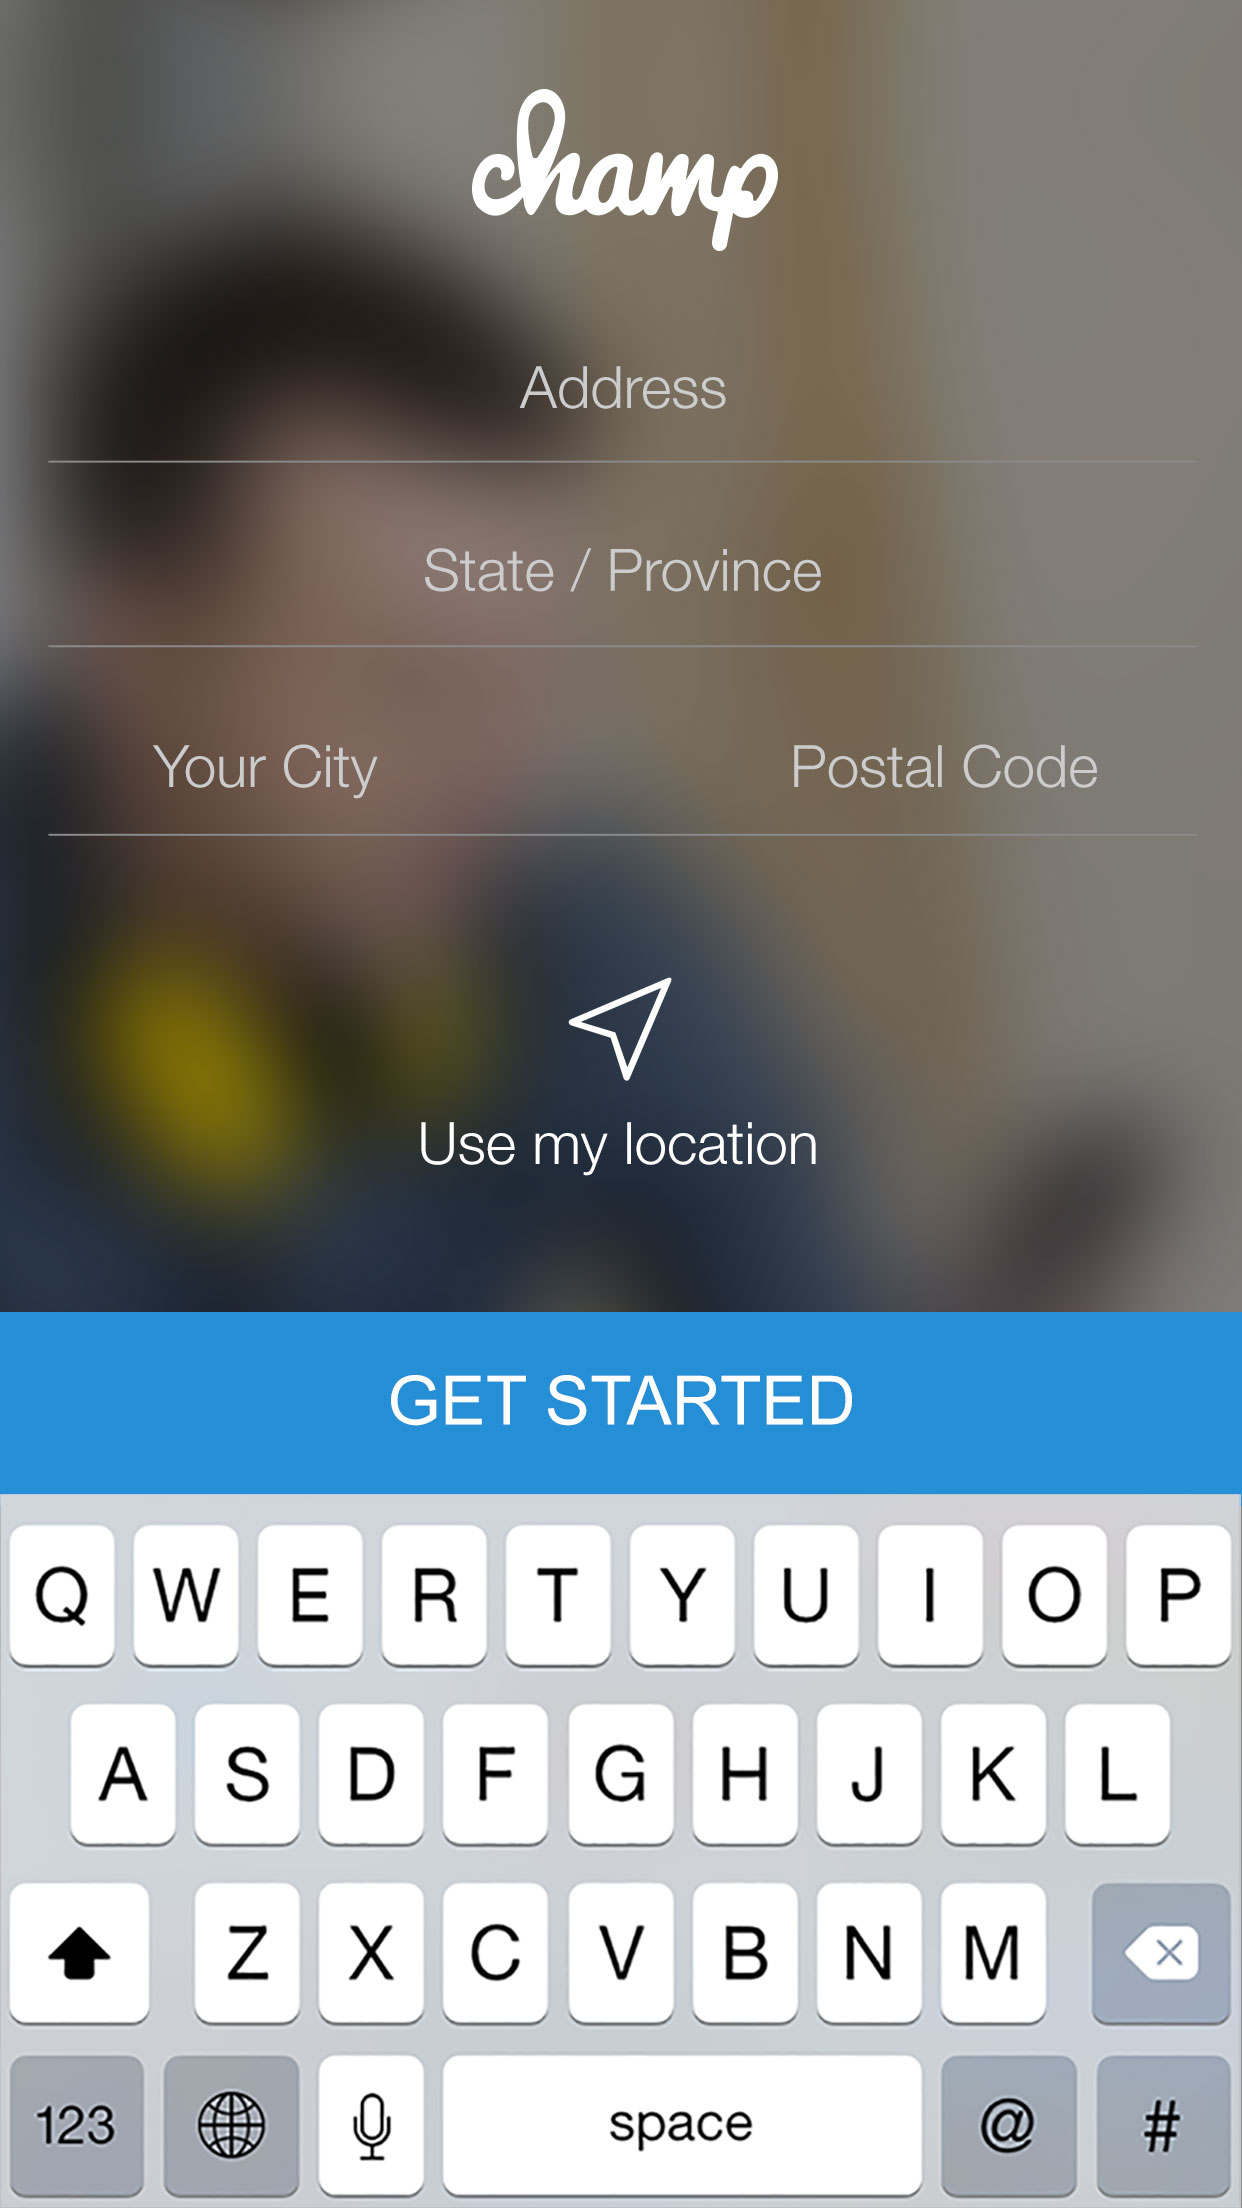 champ
Address
State / Province
Your City Postal Code
Use my location
GET STARTED
Q W E R T Y U I O P
A S D F G H J K L
Z X C V B N M
123 space @ #